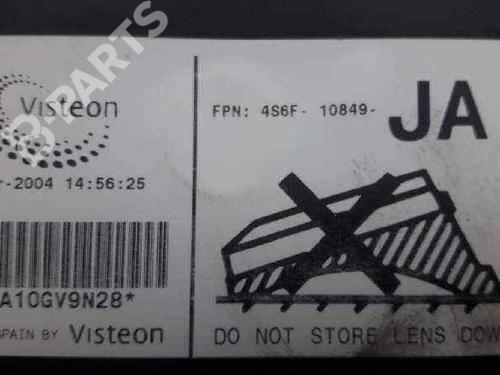 B-PARTS
Visteon
FPN: 4S6F- 10849- JA
-2004 14:56:25
A10GV9N28*
SPAIN BY Visteon
DO NOT STORE LENS DOW